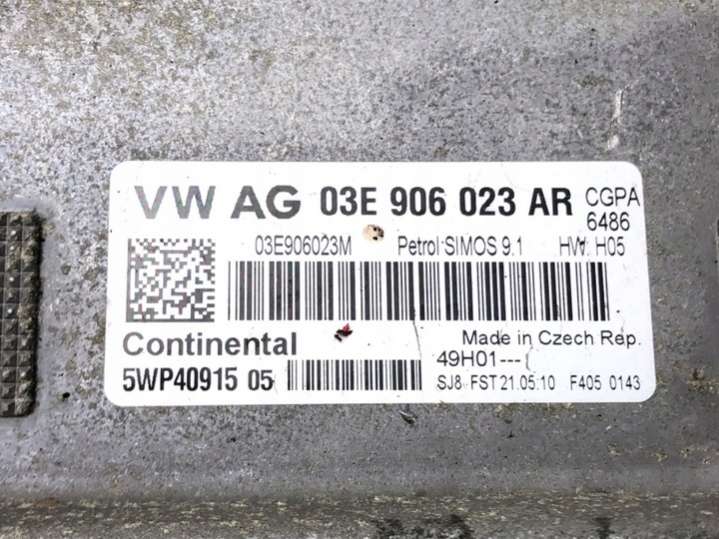 VW AG 03E 906 023 AR CGPA
6486
03E906023M Petrol SIMOS 9.1 HW: H05
Continental Made in Czech Rep.
49H01---
5WP40915 05 SJ8 FST 21.05.10 F405 0143